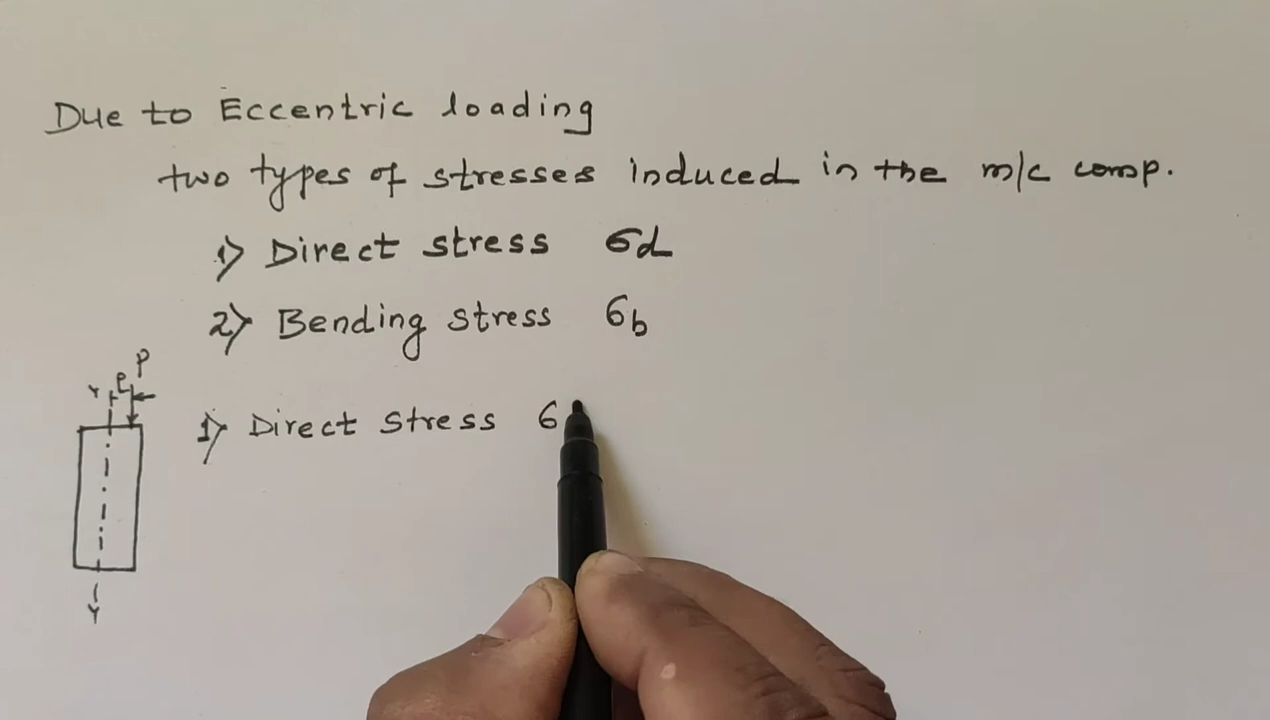 Due to Eccentric loading
two types of stresses induced in the m/c comp.
1) Direct stress σd
2) Bending stress σb
P
Y e
1) Direct stress σ
Y